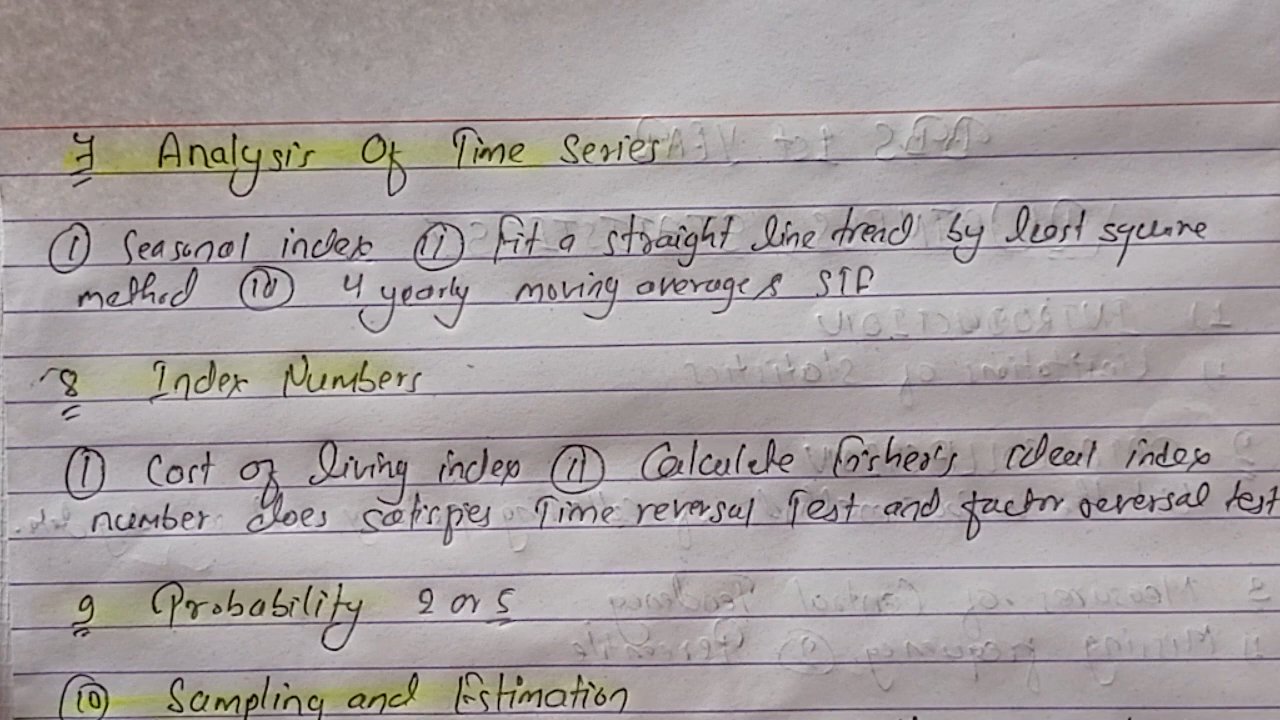 7 Analysis Of Time Series
(i) Seasonal index (ii) Fit a straight line trend by least square
method (iii) 4 yearly moving averages
8 Index Numbers
(i) Cost of living index (ii) Calculate Fisher's ideal index
number does satisfies Time reversal Test and factor reversal test
9 Probability 2 or 5
(10) Sampling and Estimation